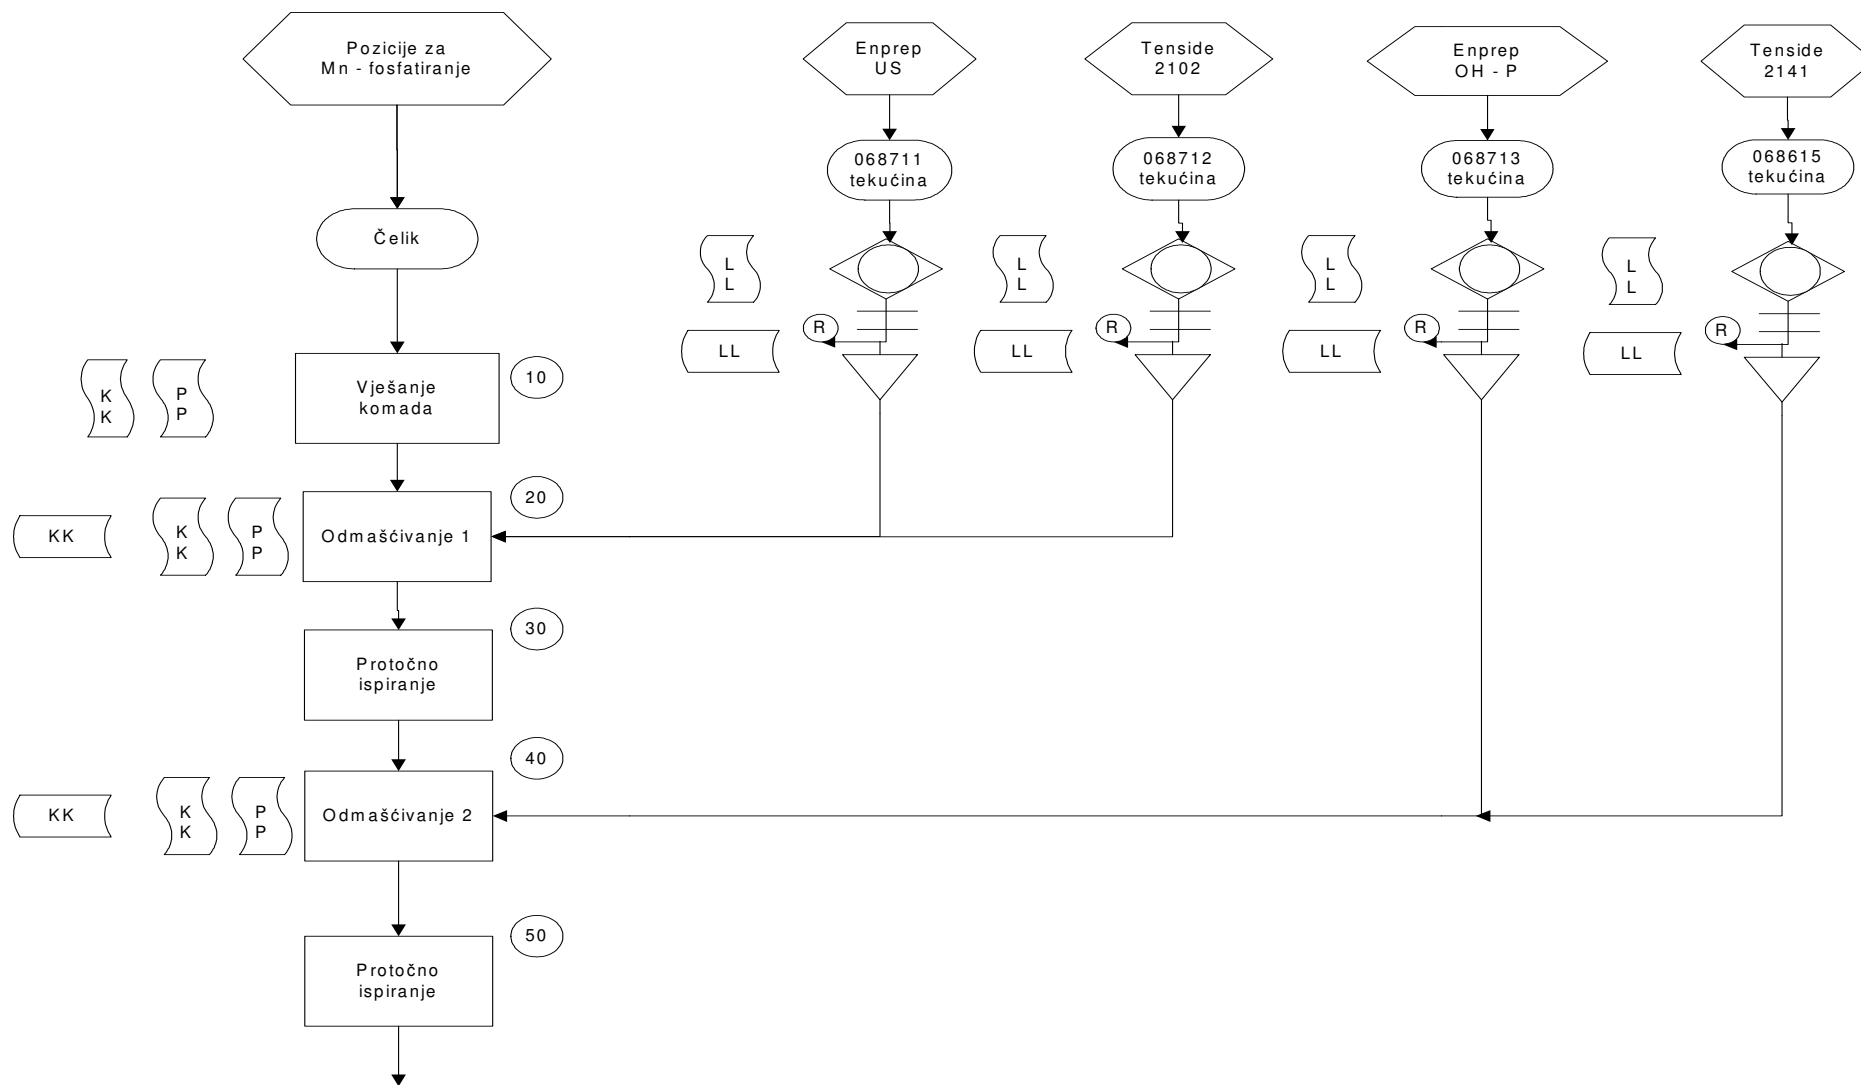 Pozicije za
Mn - fosfatiranje
Enprep
US
Tenside
2102
Enprep
OH - P
Tenside
2141
068711
tekućina
068712
tekućina
068713
tekućina
068615
tekućina
Čelik
L
L
L
L
L
L
L
L
R
R
R
R
LL
LL
LL
LL
K
K
P
P
Vješanje
komada
10
KK
K
K
P
P
Odmašćivanje 1
20
Protočno
ispiranje
30
KK
K
K
P
P
Odmašćivanje 2
40
Protočno
ispiranje
50